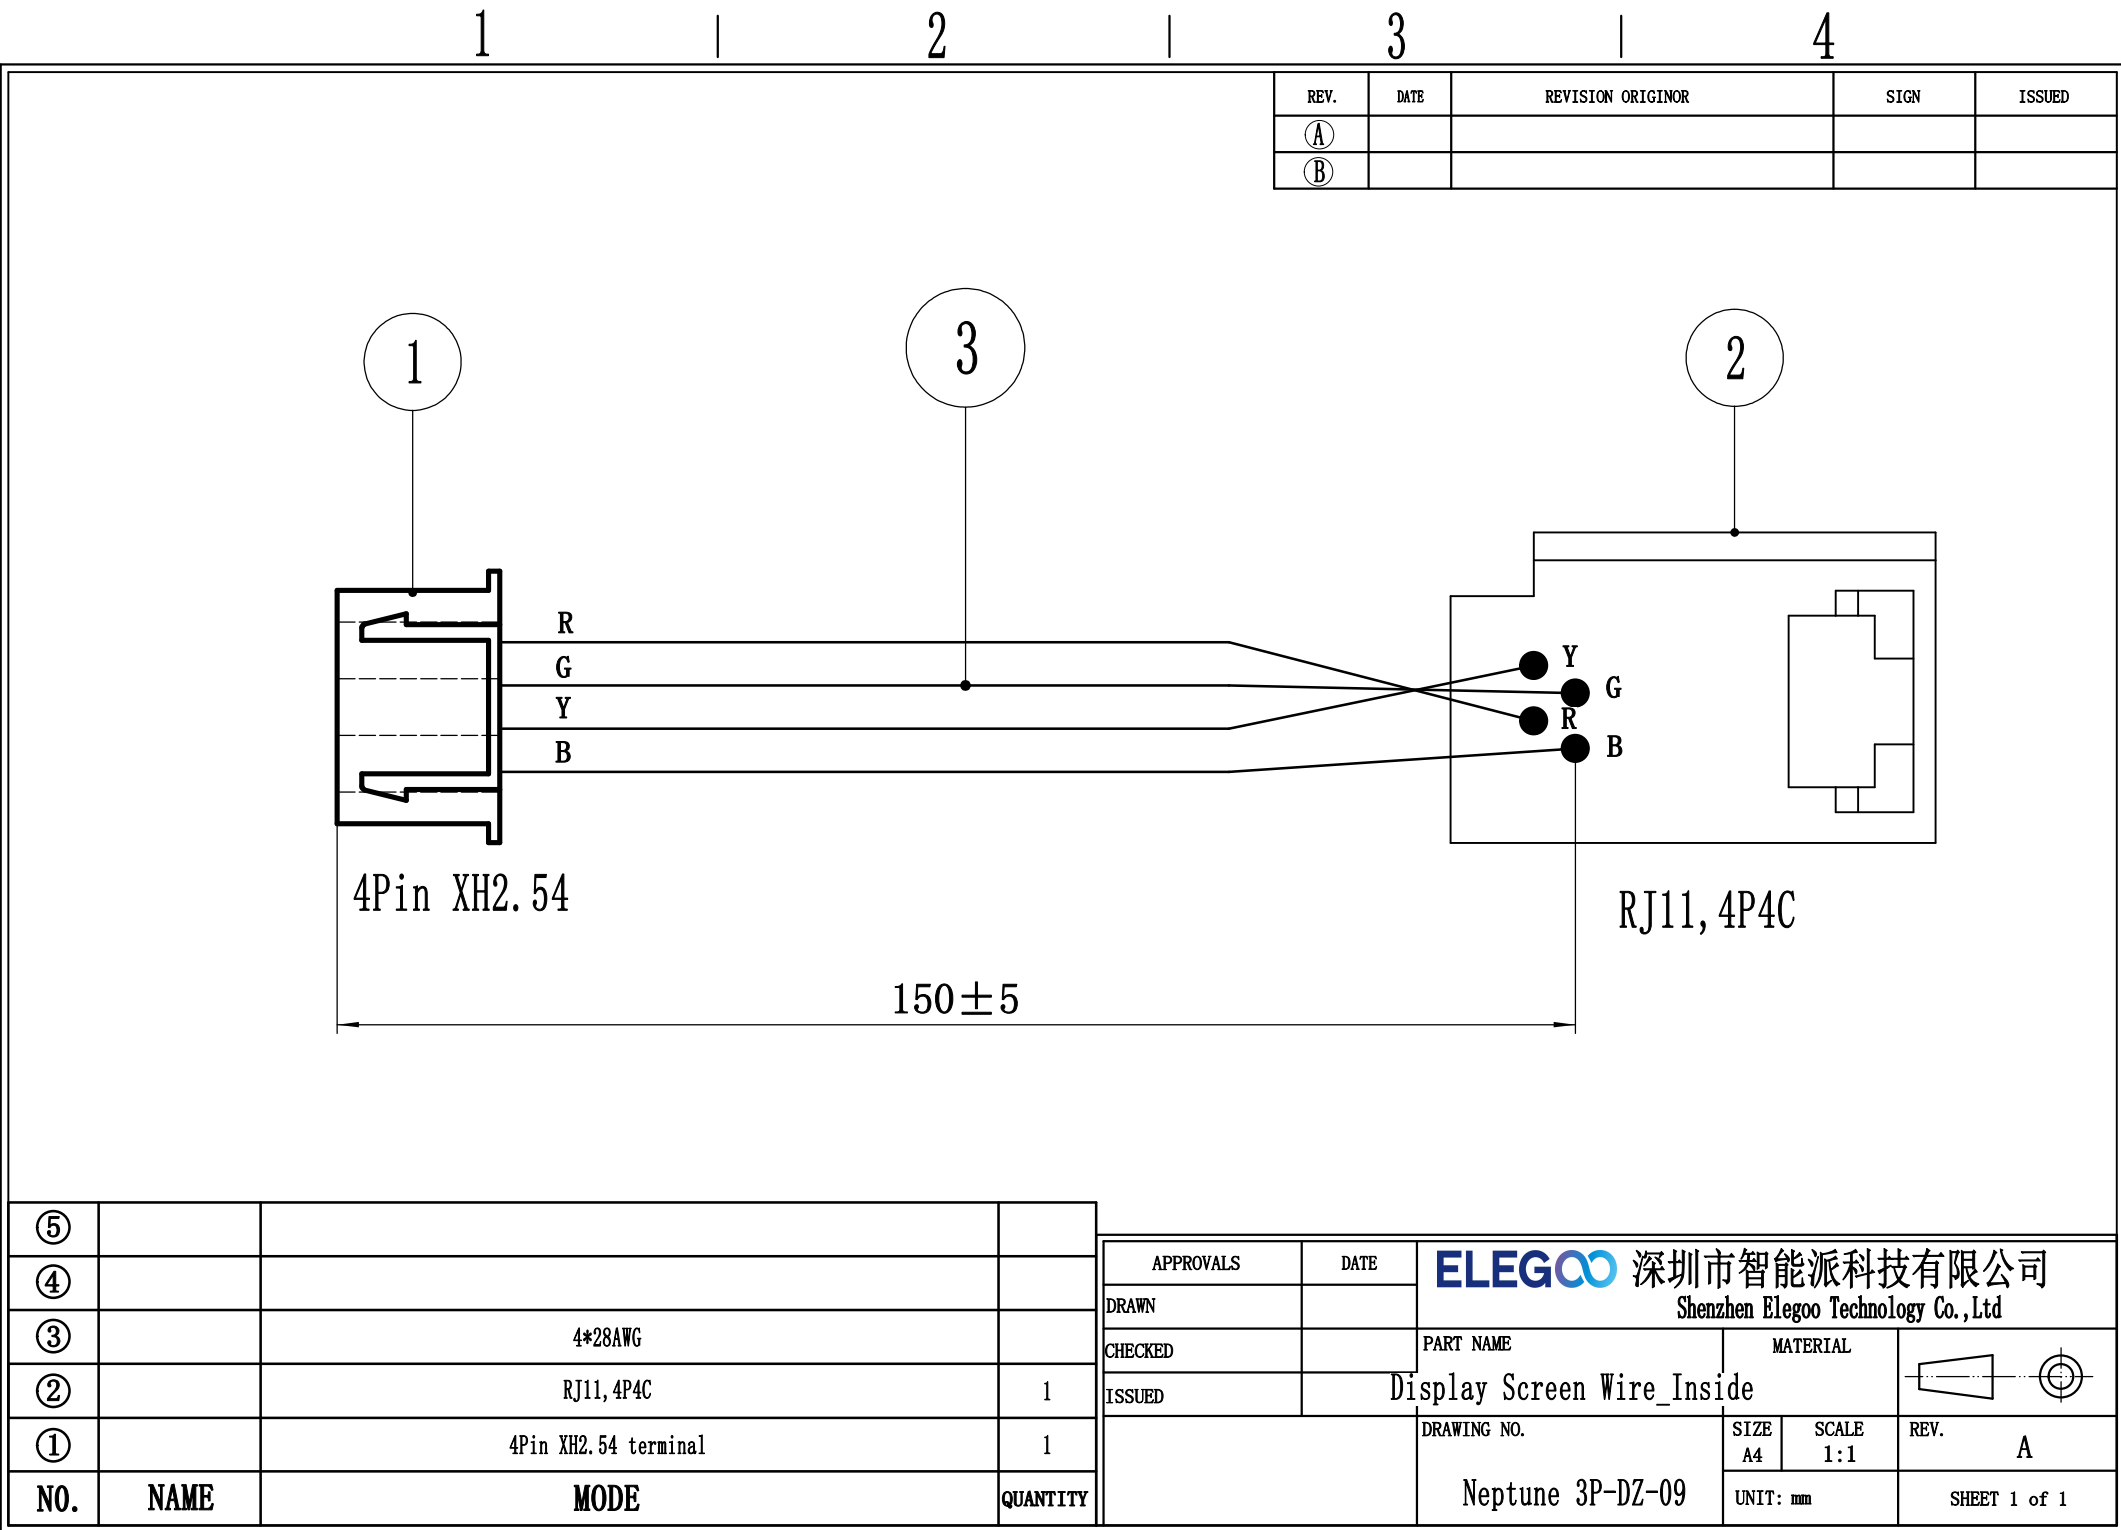 1 2 3 4
REV. DATE REVISION ORIGINOR SIGN ISSUED
A
B
1 3 2
R
G
Y
B
Y
G
R
B
4Pin XH2.54
RJ11,4P4C
150±5
⑤
④
③ 4*28AWG
② RJ11,4P4C 1
① 4Pin XH2.54 terminal 1
NO. NAME MODE QUANTITY
APPROVALS DATE
DRAWN
CHECKED
ISSUED
ELEGOO 深圳市智能派科技有限公司
Shenzhen Elegoo Technology Co.,Ltd
PART NAME
Display Screen Wire_Inside
MATERIAL
DRAWING NO.
Neptune 3P-DZ-09
SIZE
A4
SCALE
1:1
REV.
A
UNIT: mm
SHEET 1 of 1